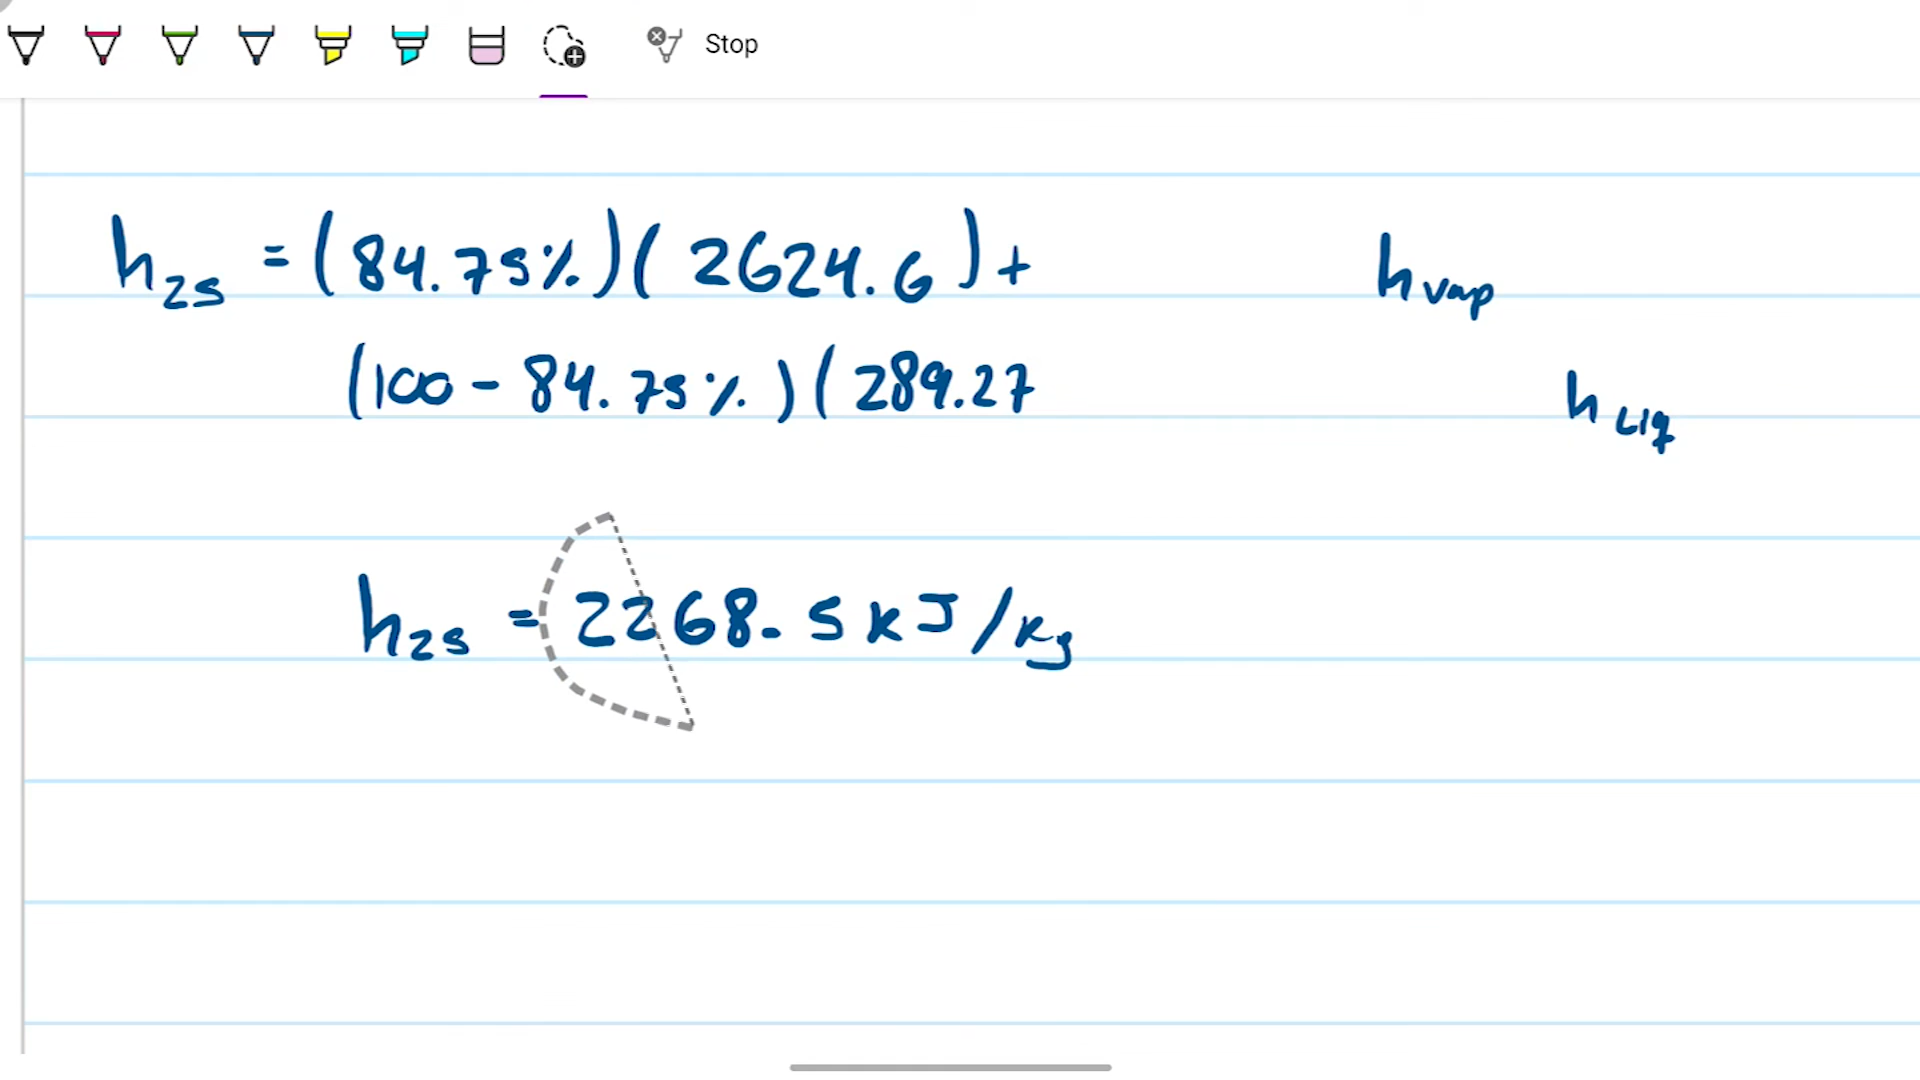 Stop
h2s = (84.75%)(2624.6)+
hvap
(100 - 84.75%)(289.27
hLiq
h2s = 2268.5 kJ/kg